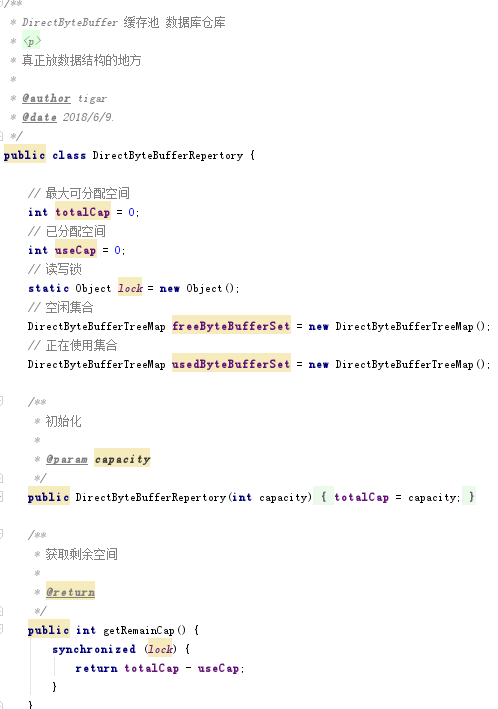 /**
 * DirectByteBuffer 缓存池 数据库仓库
 * <p>
 * 真正放数据结构的地方
 *
 * @author tigar
 * @date 2018/6/9.
 */
public class DirectByteBufferRepertory {
// 最大可分配空间
int totalCap = 0;
// 已分配空间
int useCap = 0;
// 读写锁
static Object lock = new Object();
// 空闲集合
DirectByteBufferTreeMap freeByteBufferSet = new DirectByteBufferTreeMap();
// 正在使用集合
DirectByteBufferTreeMap usedByteBufferSet = new DirectByteBufferTreeMap();
/**
 * 初始化
 *
 * @param capacity
 */
public DirectByteBufferRepertory(int capacity) { totalCap = capacity; }
/**
 * 获取剩余空间
 *
 * @return
 */
public int getRemainCap() {
synchronized (lock) {
return totalCap - useCap;
}
}